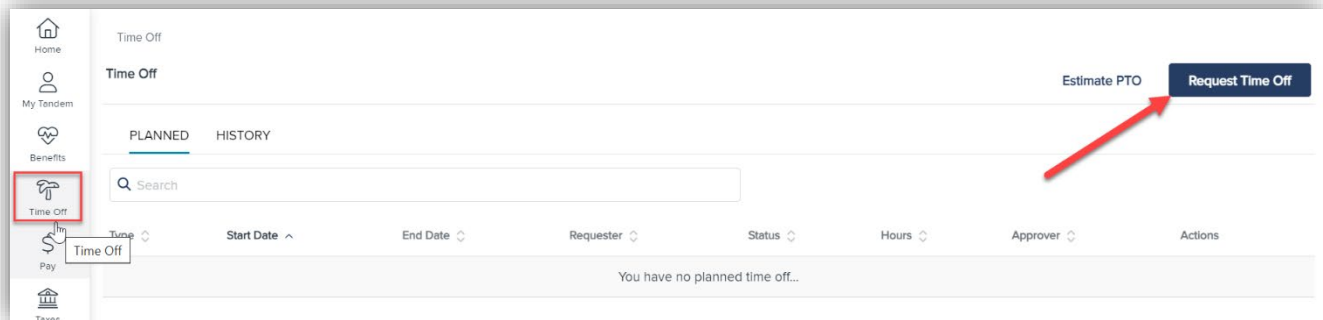 Home
My Tandem
Benefits
Time Off
Pay
Taxes
Time Off
Time Off
Time Off
Estimate PTO
Request Time Off
PLANNED HISTORY
Search
Type Start Date End Date Requester Status Hours Approver Actions
You have no planned time off...